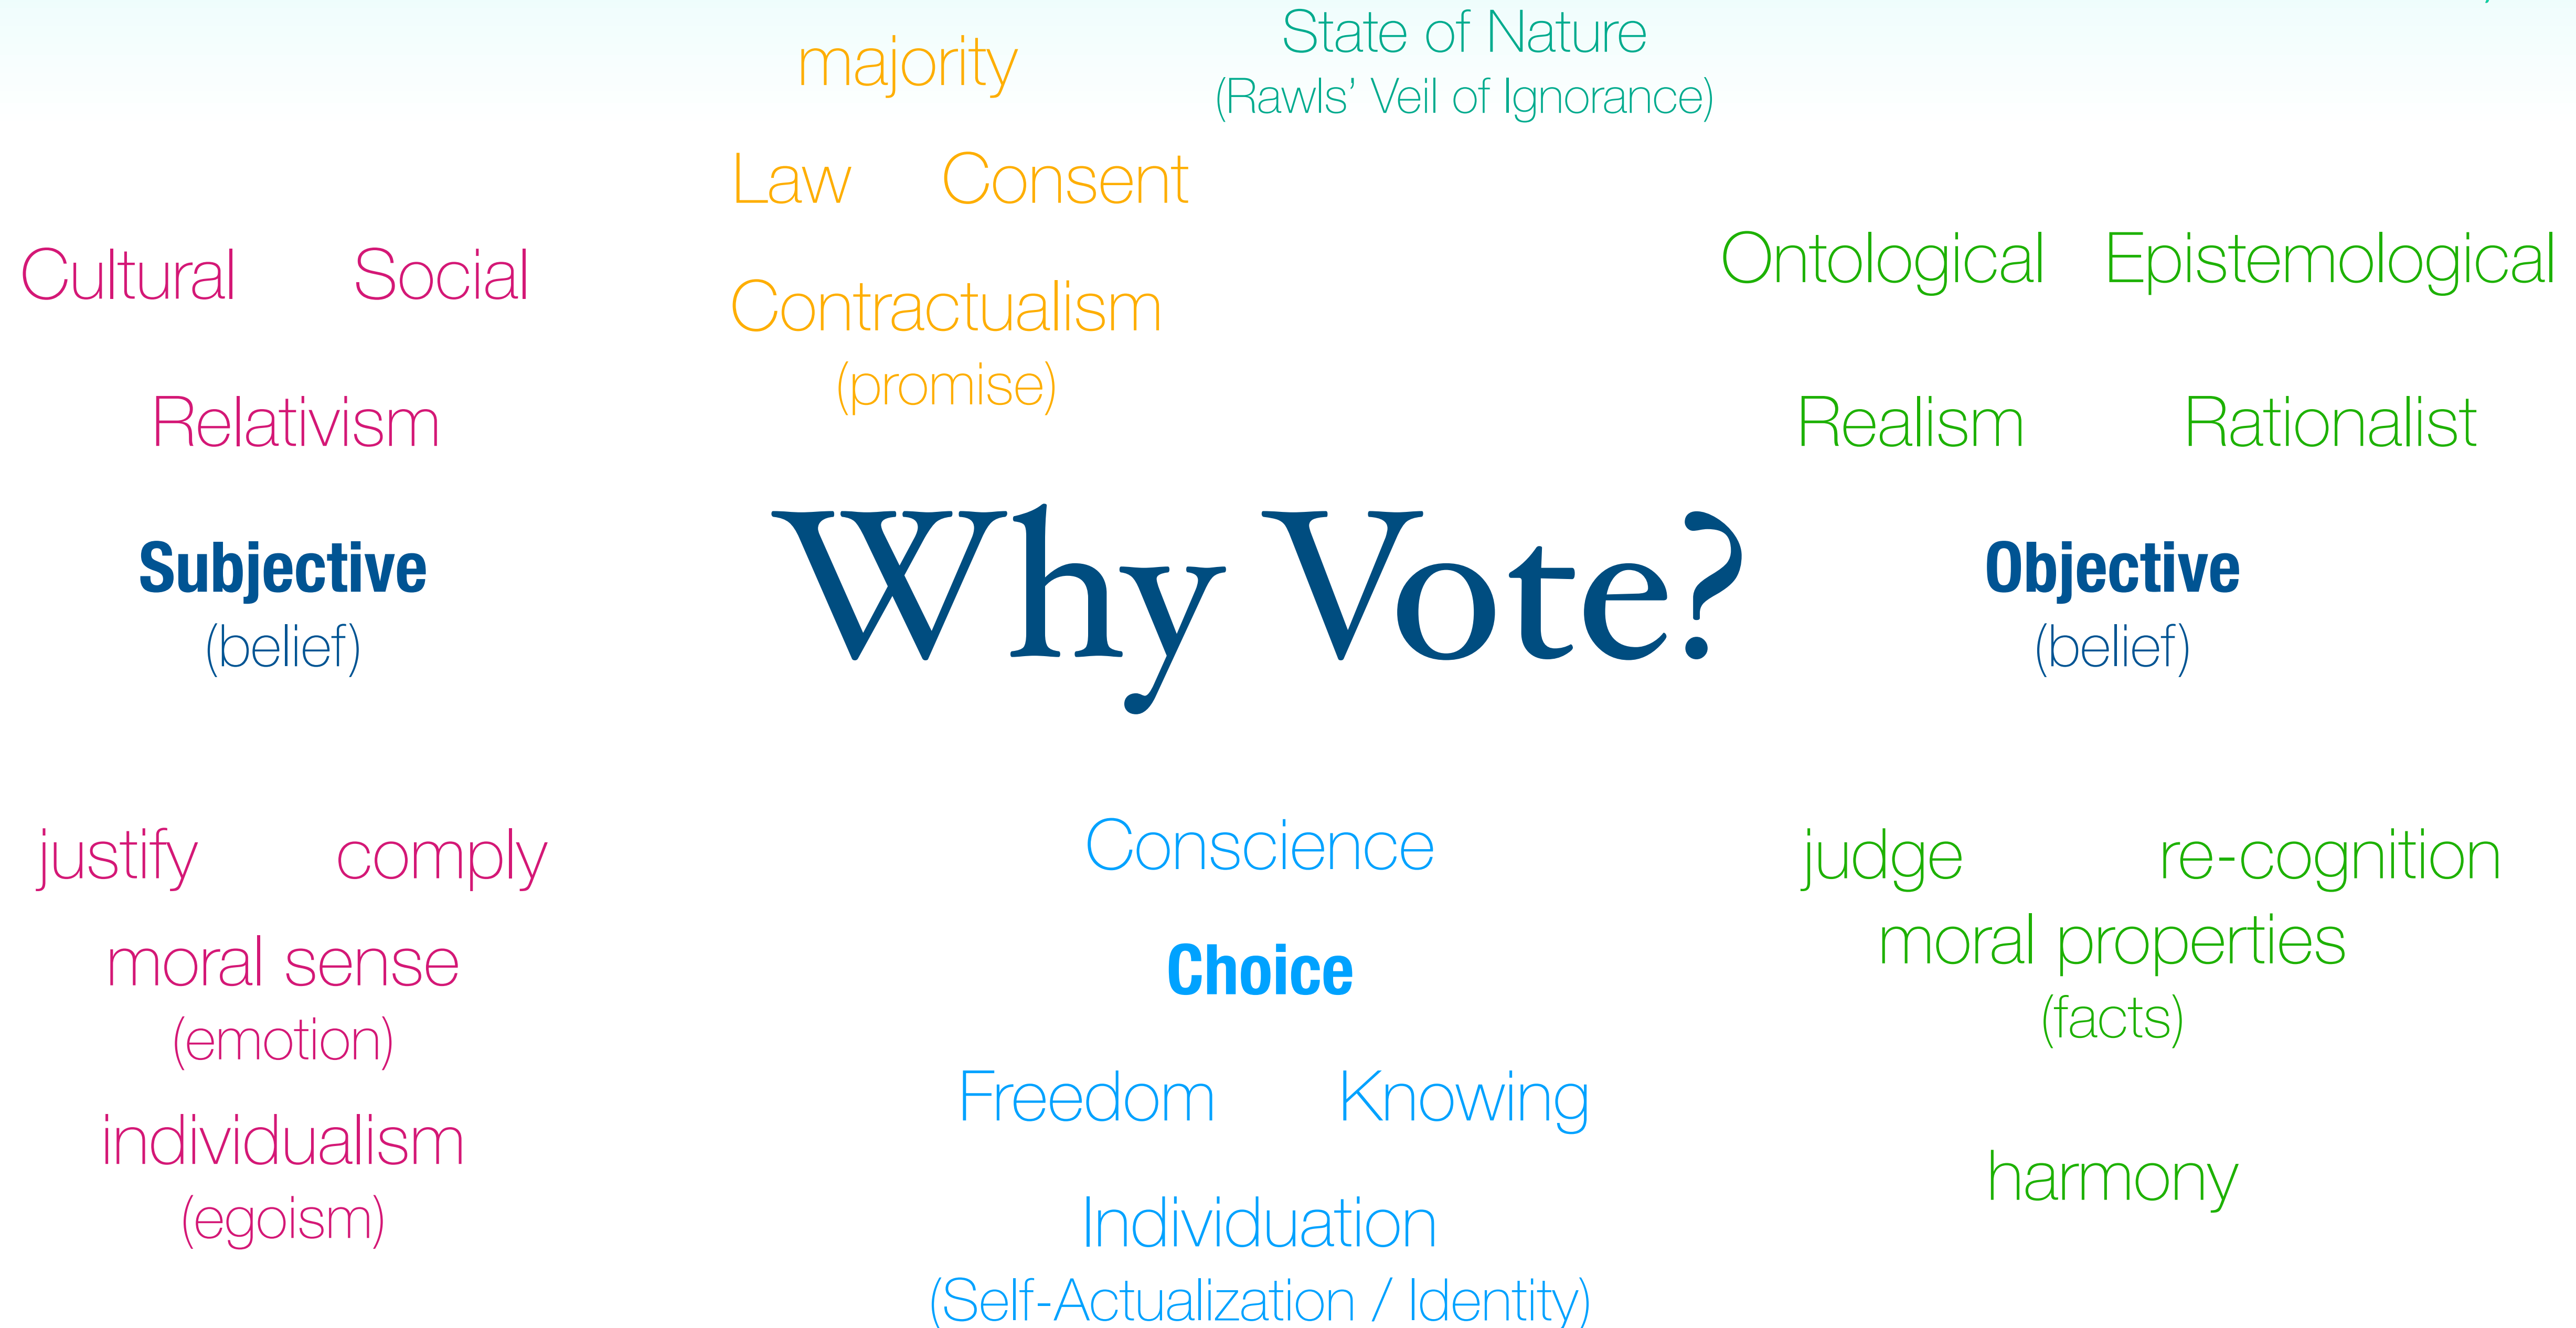 State of Nature
majority
(Rawls’ Veil of Ignorance)
Law Consent
Cultural Social
Ontological Epistemological
Contractualism
(promise)
Relativism
Realism Rationalist
Subjective
(belief)
Why Vote?
Objective
(belief)
justify comply
Conscience
judge re-cognition
moral sense
(emotion)
Choice
moral properties
(facts)
Freedom Knowing
individualism
(egoism)
harmony
Individuation
(Self-Actualization / Identity)